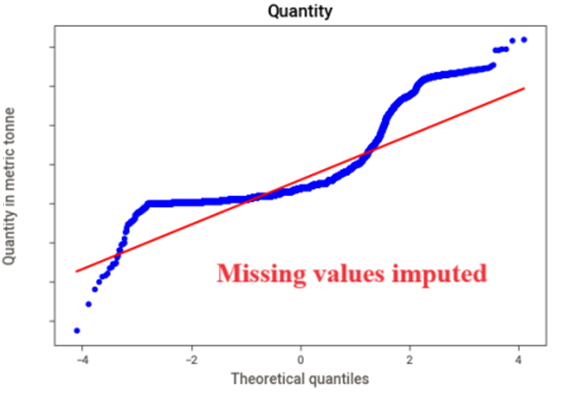 Quantity
Quantity in metric tonne
Missing values imputed
-4 -2 0 2 4
Theoretical quantiles